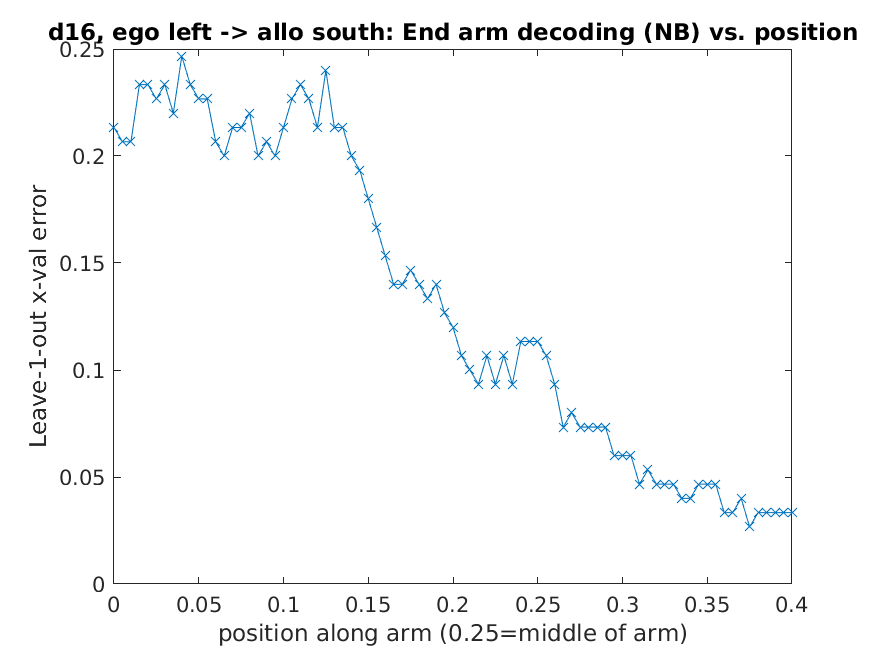 d16, ego left -> allo south: End arm decoding (NB) vs. position
0.25
0.2
0.15
0.1
0.05
0
Leave-1-out x-val error
0 0.05 0.1 0.15 0.2 0.25 0.3 0.35 0.4
position along arm (0.25=middle of arm)